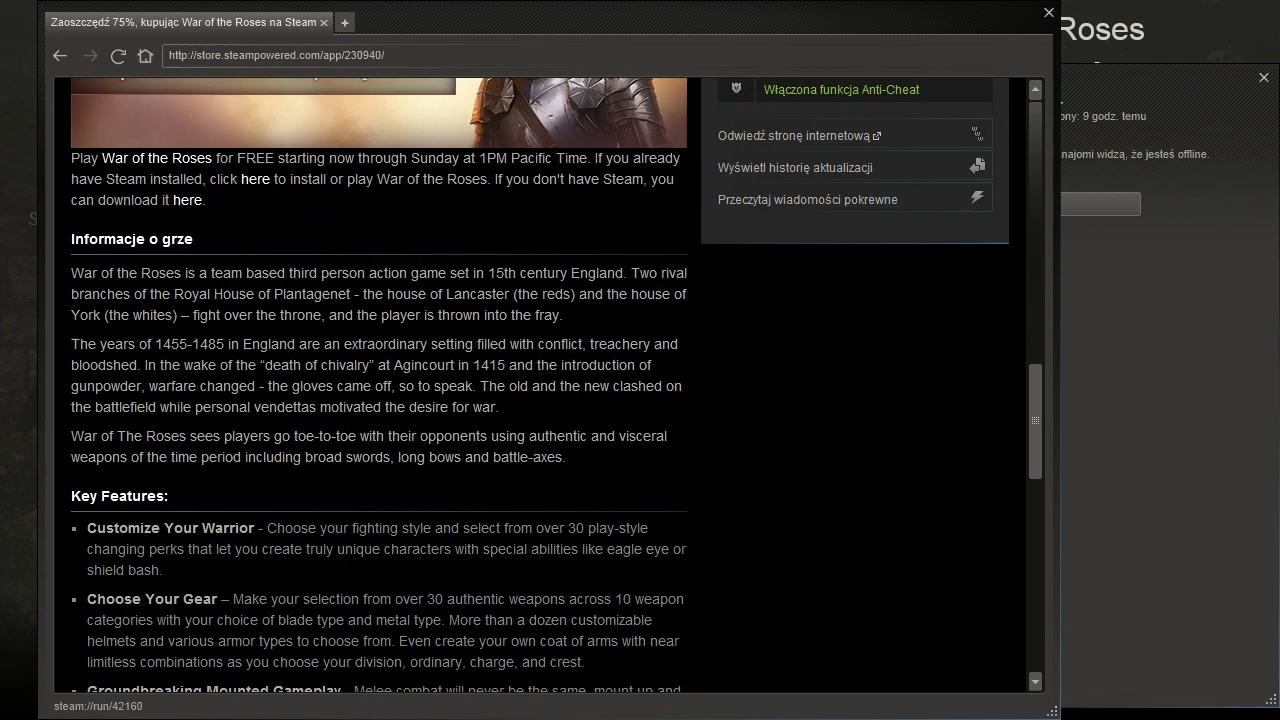 Zaoszczędź 75%, kupując War of the Roses na Steam
http://store.steampowered.com/app/230940/
Roses
ony: 9 godz. temu
najomi widzą, że jesteś offline.
Włączona funkcja Anti-Cheat
Odwiedź stronę internetową
Wyświetl historię aktualizacji
Przeczytaj wiadomości pokrewne
Play War of the Roses for FREE starting now through Sunday at 1PM Pacific Time. If you already
have Steam installed, click here to install or play War of the Roses. If you don't have Steam, you
can download it here.
Informacje o grze
War of the Roses is a team based third person action game set in 15th century England. Two rival
branches of the Royal House of Plantagenet - the house of Lancaster (the reds) and the house of
York (the whites) – fight over the throne, and the player is thrown into the fray.
The years of 1455-1485 in England are an extraordinary setting filled with conflict, treachery and
bloodshed. In the wake of the “death of chivalry” at Agincourt in 1415 and the introduction of
gunpowder, warfare changed - the gloves came off, so to speak. The old and the new clashed on
the battlefield while personal vendettas motivated the desire for war.
War of The Roses sees players go toe-to-toe with their opponents using authentic and visceral
weapons of the time period including broad swords, long bows and battle-axes.
Key Features:
Customize Your Warrior - Choose your fighting style and select from over 30 play-style
changing perks that let you create truly unique characters with special abilities like eagle eye or
shield bash.
Choose Your Gear – Make your selection from over 30 authentic weapons across 10 weapon
categories with your choice of blade type and metal type. More than a dozen customizable
helmets and various armor types to choose from. Even create your own coat of arms with near
limitless combinations as you choose your division, ordinary, charge, and crest.
Groundbreaking Mounted Gameplay - Melee combat will never be the same, mount up and
steam://run/42160